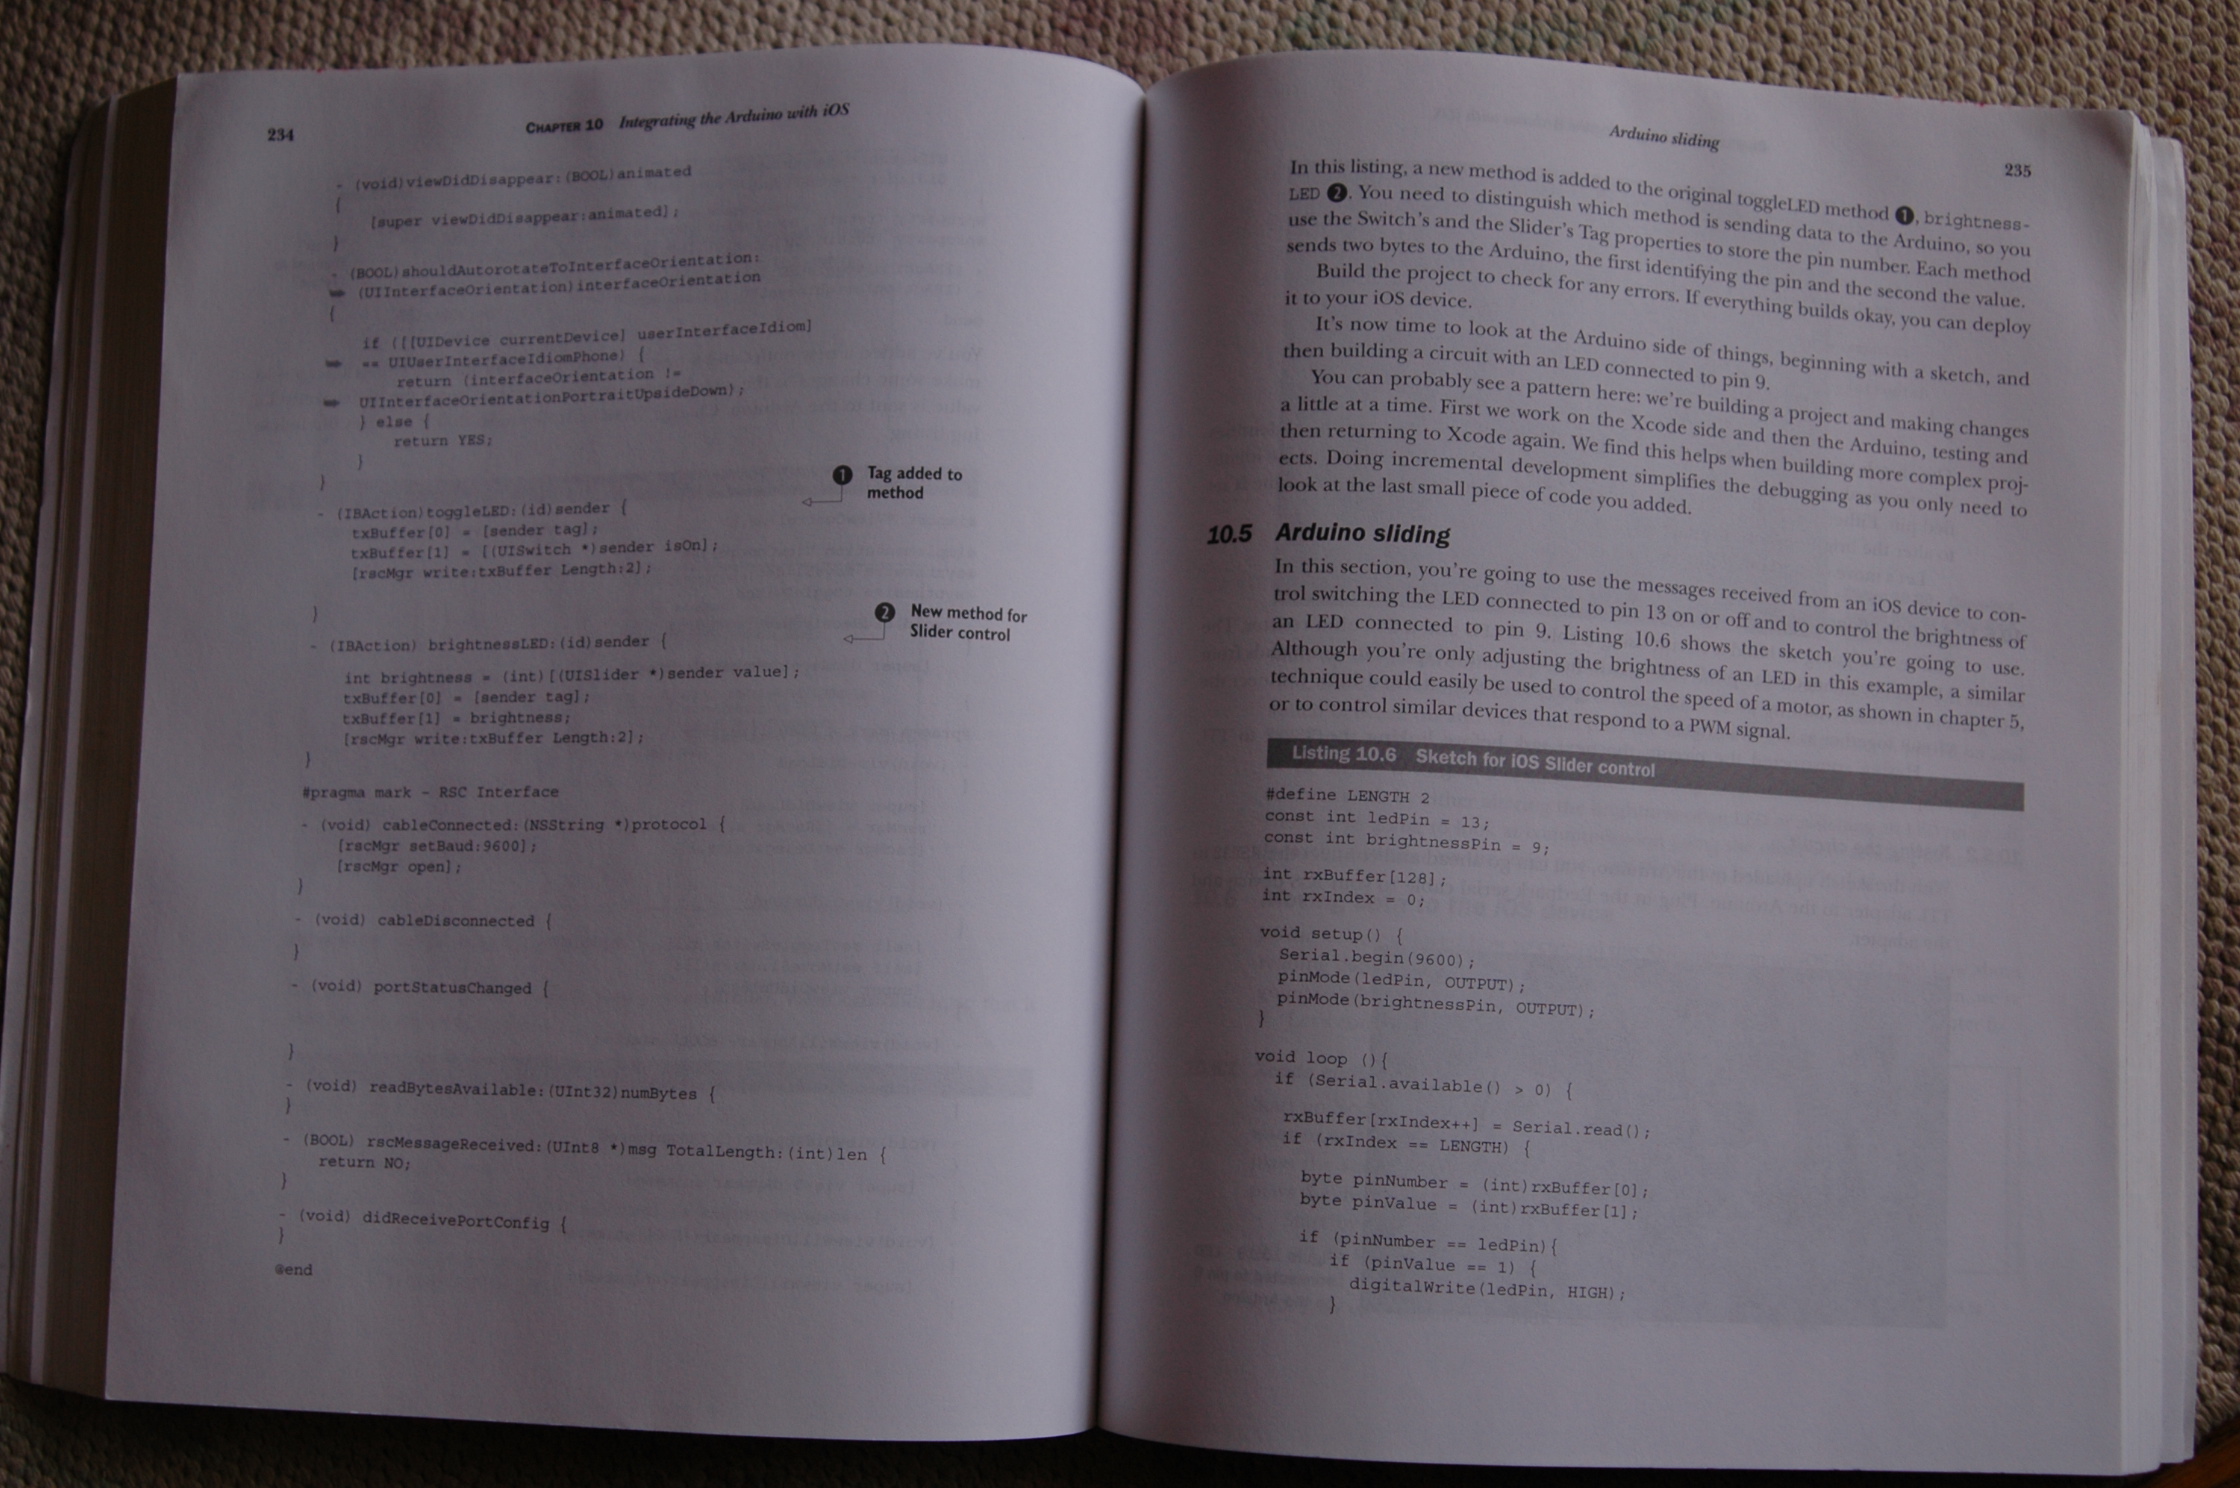 234
CHAPTER 10 Integrating the Arduino with iOS
- (void)viewDidDisappear:(BOOL)animated
{
[super viewDidDisappear:animated];
}
- (BOOL)shouldAutorotateToInterfaceOrientation:
➥ (UIInterfaceOrientation)interfaceOrientation
{
if ([[UIDevice currentDevice] userInterfaceIdiom]
➥ == UIUserInterfaceIdiomPhone) {
return (interfaceOrientation !=
➥ UIInterfaceOrientationPortraitUpsideDown);
} else {
return YES;
}
}
- (IBAction)toggleLED:(id)sender {
txBuffer[0] = [sender tag];
txBuffer[1] = [(UISwitch *)sender isOn];
[rscMgr write:txBuffer Length:2];
}
❶ Tag added to
method
- (IBAction) brightnessLED:(id)sender {
int brightness = (int)[(UISlider *)sender value];
txBuffer[0] = [sender tag];
txBuffer[1] = brightness;
[rscMgr write:txBuffer Length:2];
}
❷ New method for
Slider control
#pragma mark - RSC Interface
- (void) cableConnected:(NSString *)protocol {
[rscMgr setBaud:9600];
[rscMgr open];
}
- (void) cableDisconnected {
}
- (void) portStatusChanged {
}
- (void) readBytesAvailable:(UInt32)numBytes {
}
- (BOOL) rscMessageReceived:(UInt8 *)msg TotalLength:(int)len {
return NO;
}
- (void) didReceivePortConfig {
}
@end
Arduino sliding
235
In this listing, a new method is added to the original toggleLED method ❶, brightness-
LED ❷. You need to distinguish which method is sending data to the Arduino, so you
use the Switch's and the Slider's Tag properties to store the pin number. Each method
sends two bytes to the Arduino, the first identifying the pin and the second the value.
Build the project to check for any errors. If everything builds okay, you can deploy
it to your iOS device.
It's now time to look at the Arduino side of things, beginning with a sketch, and
then building a circuit with an LED connected to pin 9.
You can probably see a pattern here: we're building a project and making changes
a little at a time. First we work on the Xcode side and then the Arduino, testing and
then returning to Xcode again. We find this helps when building more complex proj-
ects. Doing incremental development simplifies the debugging as you only need to
look at the last small piece of code you added.
10.5 Arduino sliding
In this section, you're going to use the messages received from an iOS device to con-
trol switching the LED connected to pin 13 on or off and to control the brightness of
an LED connected to pin 9. Listing 10.6 shows the sketch you're going to use.
Although you're only adjusting the brightness of an LED in this example, a similar
technique could easily be used to control the speed of a motor, as shown in chapter 5,
or to control similar devices that respond to a PWM signal.
Listing 10.6 Sketch for iOS Slider control
#define LENGTH 2
const int ledPin = 13;
const int brightnessPin = 9;
int rxBuffer[128];
int rxIndex = 0;
void setup() {
Serial.begin(9600);
pinMode(ledPin, OUTPUT);
pinMode(brightnessPin, OUTPUT);
}
void loop (){
if (Serial.available() > 0) {
rxBuffer[rxIndex++] = Serial.read();
if (rxIndex == LENGTH) {
byte pinNumber = (int)rxBuffer[0];
byte pinValue = (int)rxBuffer[1];
if (pinNumber == ledPin){
if (pinValue == 1) {
digitalWrite(ledPin, HIGH);
}